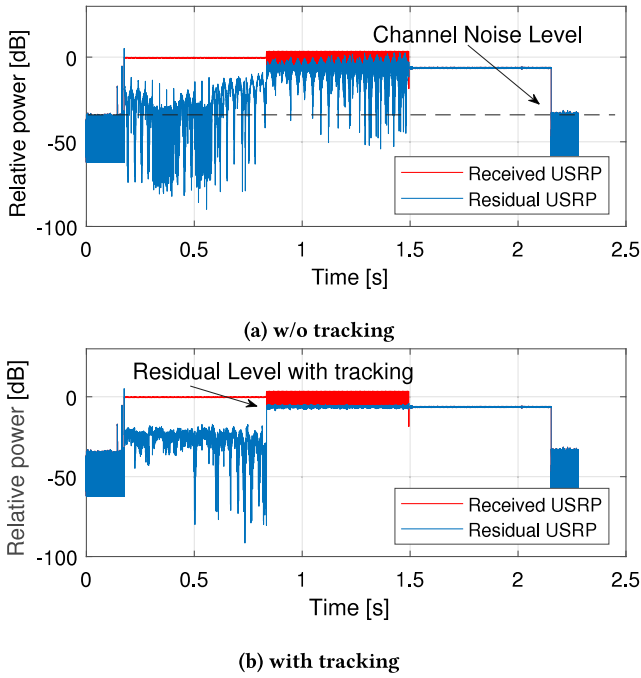 Relative power [dB]
0
-50
-100
Channel Noise Level
Received USRP
Residual USRP
0 0.5 1 1.5 2 2.5
Time [s]
(a) w/o tracking
Relative power [dB]
0
-50
-100
Residual Level with tracking
Received USRP
Residual USRP
0 0.5 1 1.5 2 2.5
Time [s]
(b) with tracking